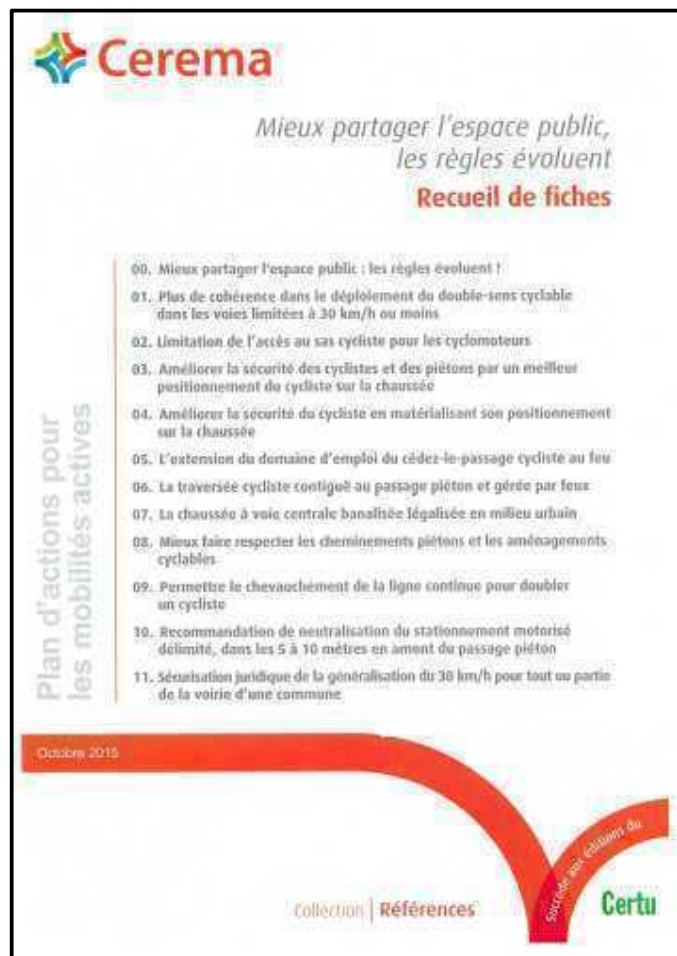 Cerema
Mieux partager l'espace public,
les règles évoluent
Recueil de fiches
00. Mieux partager l'espace public : les règles évoluent !
01. Plus de cohérence dans le déploiement du double-sens cyclable
dans les voies limitées à 30 km/h ou moins
02. Limitation de l'accès au sas cycliste pour les cyclomoteurs
03. Améliorer la sécurité des cyclistes et des piétons par un meilleur
positionnement du cycliste sur la chaussée
04. Améliorer la sécurité du cycliste en matérialisant son positionnement
sur la chaussée
05. L'extension du domaine d'emploi du cédez-le-passage cycliste au feu
06. La traversée cycliste contiguë au passage piéton et gérée par feux
07. La chaussée à voie centrale banalisée légalisée en milieu urbain
08. Mieux faire respecter les cheminements piétons et les aménagements
cyclables
09. Permettre le chevauchement de la ligne continue pour doubler
un cycliste
10. Recommandation de neutralisation du stationnement motorisé
délimité, dans les 5 à 10 mètres en amont du passage piéton
11. Sécurisation juridique de la généralisation du 30 km/h pour tout ou partie
de la voirie d'une commune
Plan d'actions pour
les mobilités actives
Octobre 2015
Succède aux éditions du
Certu
Collection | Références